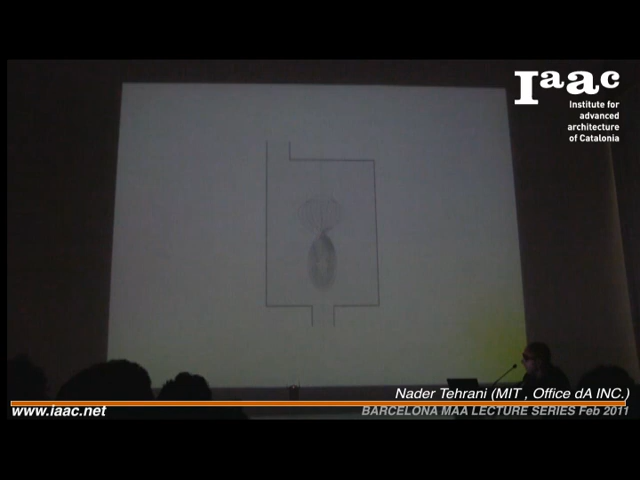 Iaac
Institute for
advanced
architecture
of Catalonia
Nader Tehrani (MIT , Office dA INC.)
www.iaac.net
BARCELONA MAA LECTURE SERIES Feb 2011